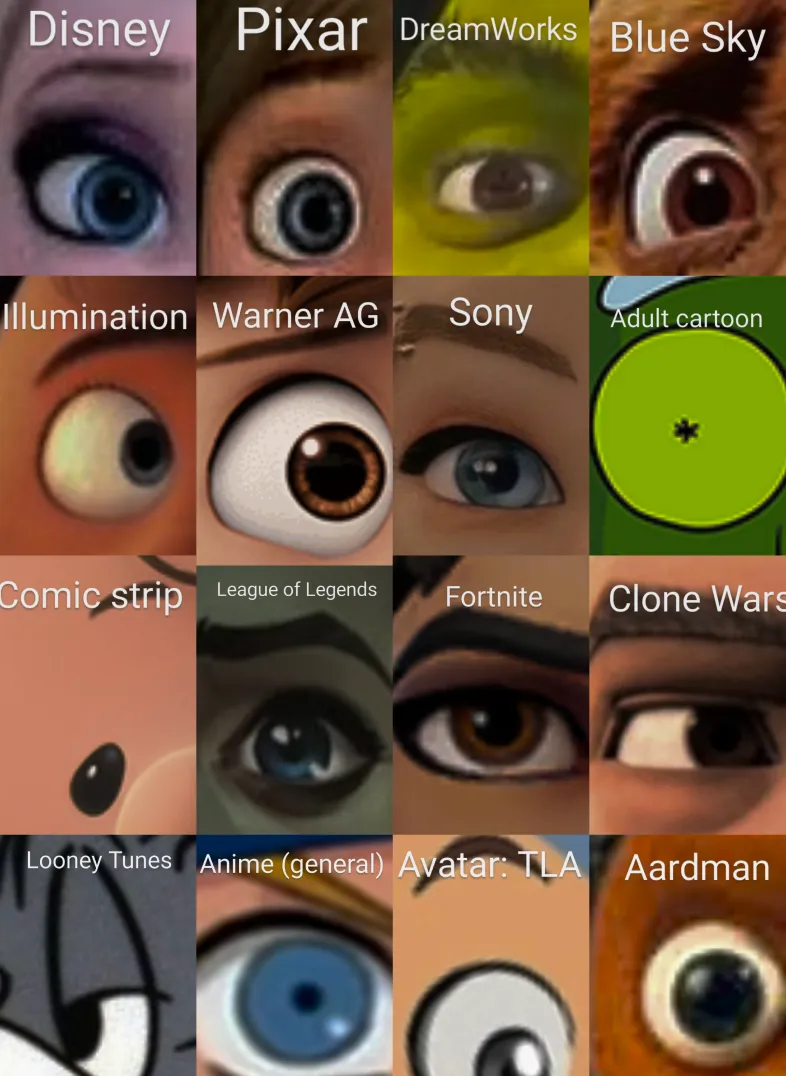 Disney
Pixar
DreamWorks
Blue Sky
Illumination
Warner AG
Sony
Adult cartoon
Comic strip
League of Legends
Fortnite
Clone Wars
Looney Tunes
Anime (general)
Avatar: TLA
Aardman